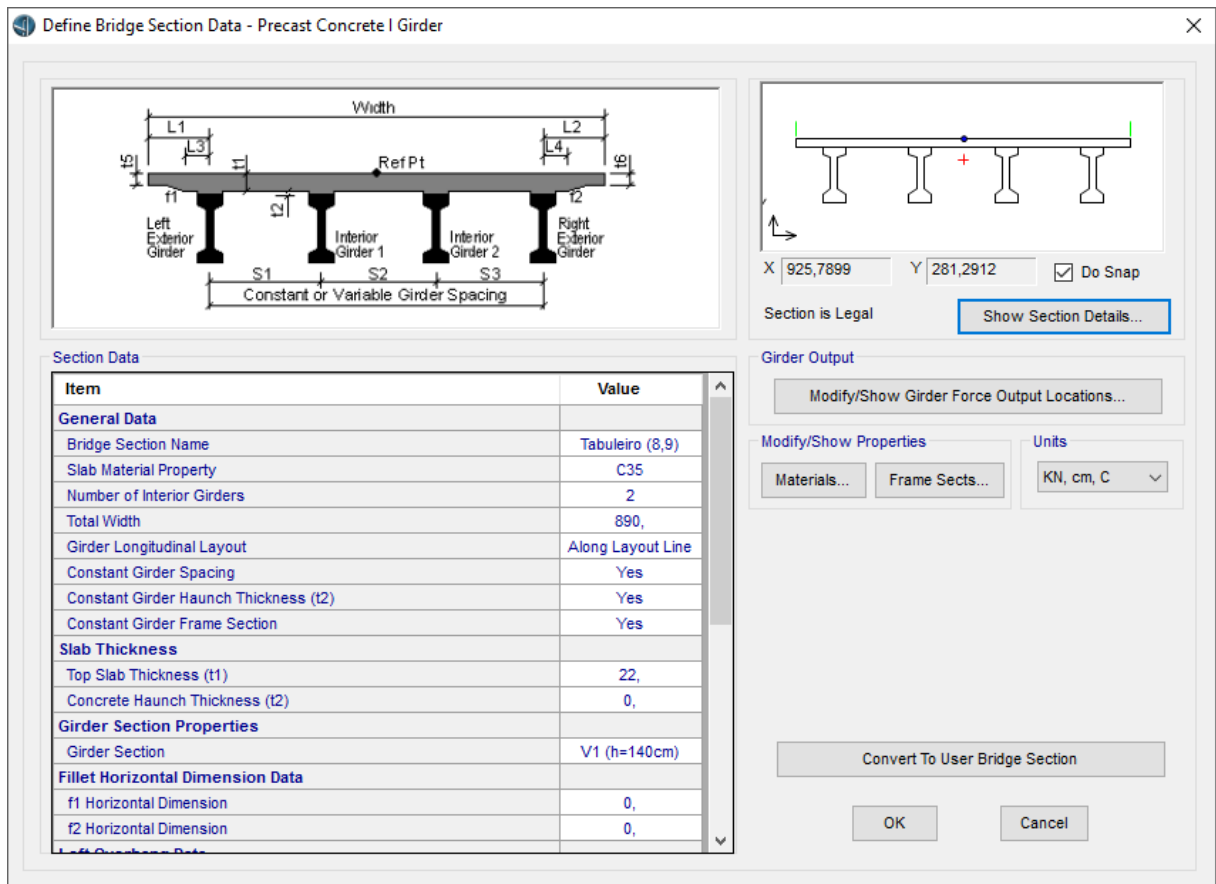 Define Bridge Section Data - Precast Concrete I Girder
Width
L1
L2
L3
L4
t5
t1
RefPt
t6
f1
t2
f2
Left
Exterior
Girder
Interior
Girder 1
Interior
Girder 2
Right
Exterior
Girder
S1
S2
S3
Constant or Variable Girder Spacing
X 925,7899 Y 281,2912 Do Snap
Section is Legal Show Section Details...
Section Data
Item Value
General Data
Bridge Section Name Tabuleiro (8,9)
Slab Material Property C35
Number of Interior Girders 2
Total Width 890,
Girder Longitudinal Layout Along Layout Line
Constant Girder Spacing Yes
Constant Girder Haunch Thickness (t2) Yes
Constant Girder Frame Section Yes
Slab Thickness
Top Slab Thickness (t1) 22,
Concrete Haunch Thickness (t2) 0,
Girder Section Properties
Girder Section V1 (h=140cm)
Fillet Horizontal Dimension Data
f1 Horizontal Dimension 0,
f2 Horizontal Dimension 0,
Left Overhang Data
Girder Output
Modify/Show Girder Force Output Locations...
Modify/Show Properties
Materials... Frame Sects...
Units
KN, cm, C
Convert To User Bridge Section
OK Cancel